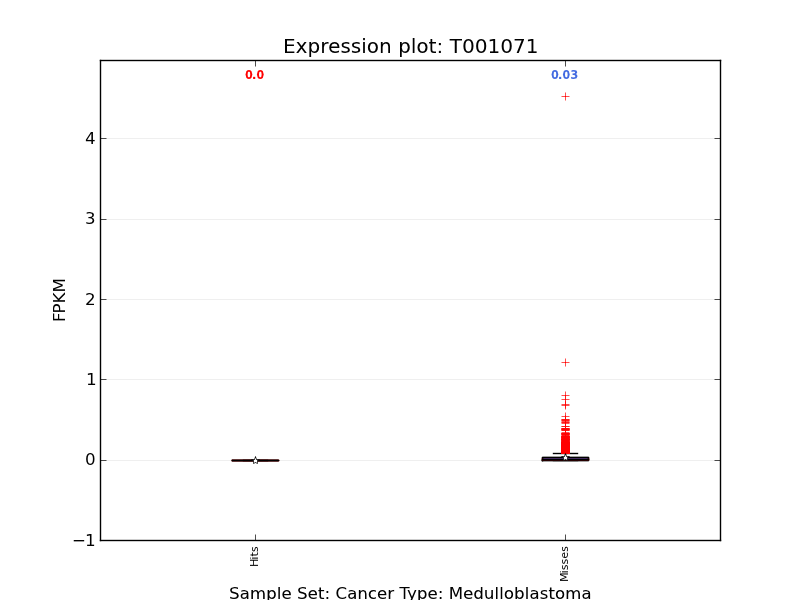 Expression plot: T001071
0.0 0.03
4
3
2
1
0
−1
FPKM
Hits Misses
Sample Set: Cancer Type: Medulloblastoma